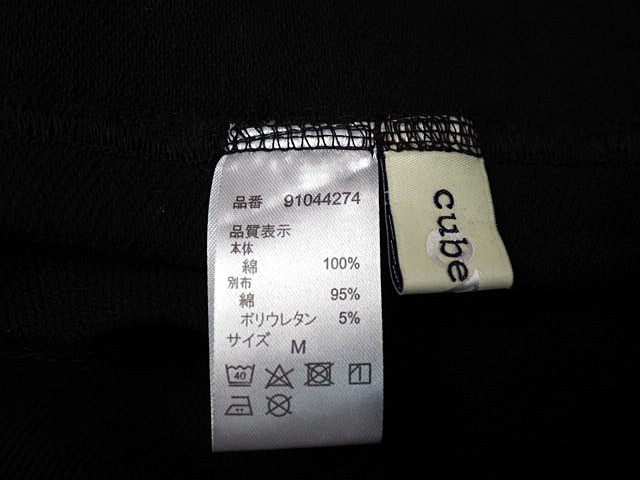 品番 91044274
品質表示
本体
綿 100%
別布
綿 95%
ポリウレタン 5%
サイズ M
40
cube